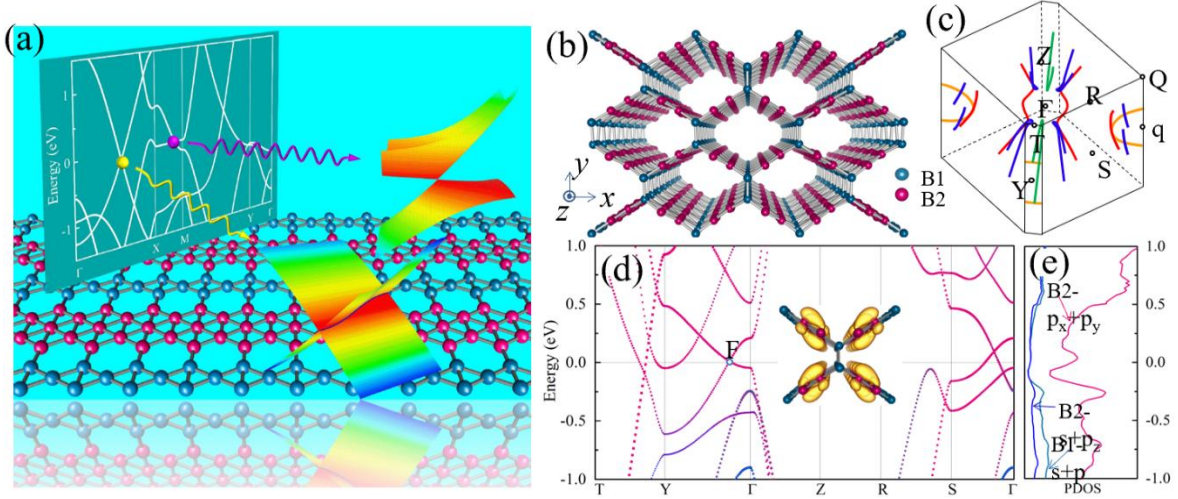 (a)
Energy (eV)
1
0
-1
Γ
X
M
Y
Γ
(b)
y
z
x
B1
B2
(c)
Z
Q
R
Γ
q
T
S
Y
(d)
Energy (eV)
1.0
0.5
0.0
-0.5
-1.0
F
T
Y
Γ
Z
R
S
Γ
(e)
B2-
px+py
B2-
s+pz
B1-
s+p
1.0
0.5
0.0
-0.5
-1.0
PDOS